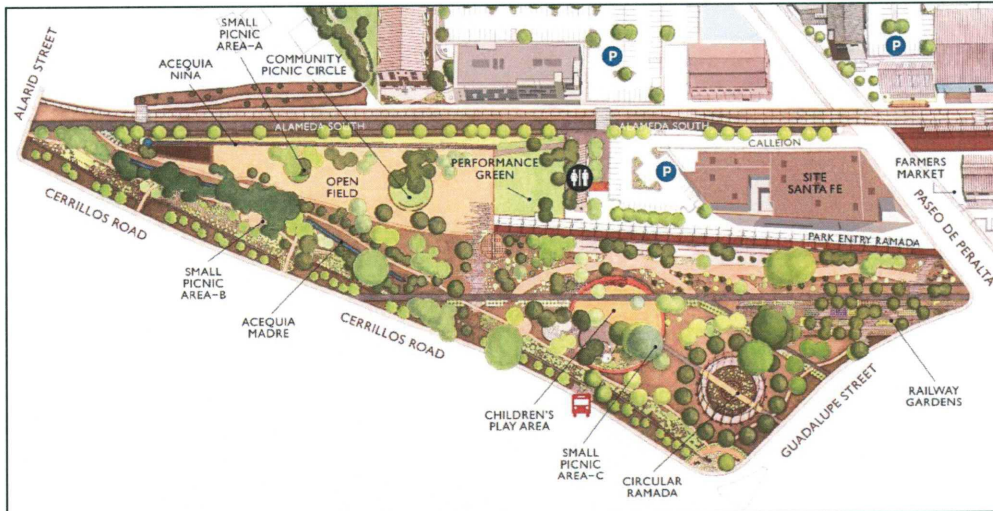 SMALL
PICNIC
AREA-A
COMMUNITY
PICNIC CIRCLE
ACEQUIA
NIÑA
ALARID STREET
P
P
ALAMEDA SOUTH
ALAMEDA SOUTH
CALLEJON
PERFORMANCE
GREEN
OPEN
FIELD
P
SITE
SANTA FE
FARMERS
MARKET
PASEO DE PERALTA
PARK ENTRY RAMADA
CERRILLOS ROAD
SMALL
PICNIC
AREA-B
ACEQUIA
MADRE
CERRILLOS ROAD
CHILDREN'S
PLAY AREA
SMALL
PICNIC
AREA-C
CIRCULAR
RAMADA
GUADALUPE STREET
RAILWAY
GARDENS